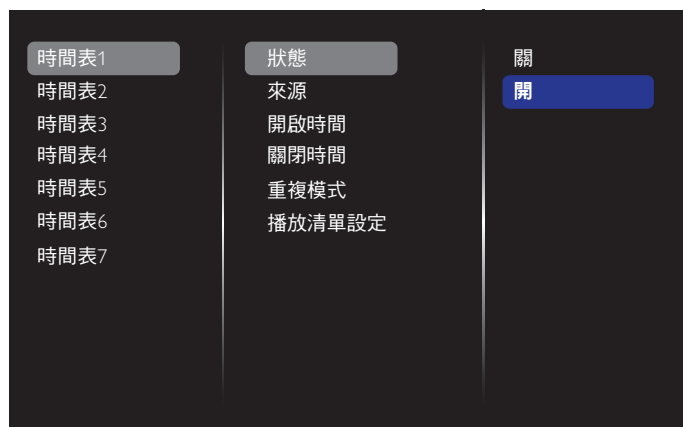 時間表1
時間表2
時間表3
時間表4
時間表5
時間表6
時間表7
狀態
來源
開啟時間
關閉時間
重複模式
播放清單設定
關
開